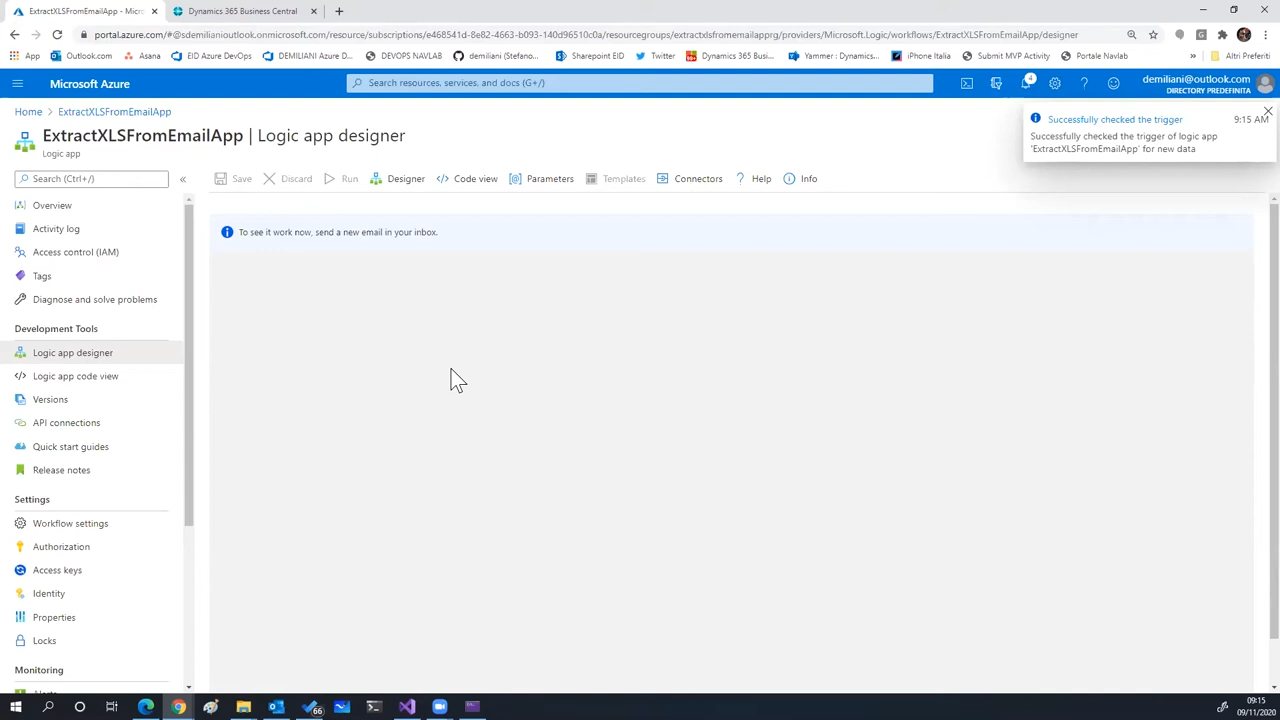 ExtractXLSFromEmailApp - Micro
Dynamics 365 Business Central
portal.azure.com/#@sdemilianioutlookonmicrosoft.com/resource/subscriptions/e468541d-8e82-4663-b093-140d96510c0a/resourcegroups/extractxlsfromemailapprg/providers/Microsoft.Logic/workflows/ExtractXLSFromEmailApp/designer
App
Outlook.com
Asana
EID Azure DevOps
DEMILIANI Azure D...
DEVOPS NAVLAB
demiliani (Stefano...
Sharepoint EID
Twitter
Dynamics 365 Busi...
Yammer : Dynamics...
iPhone Italia
Submit MVP Activity
Portale Navlab
»
Altri Preferiti
Microsoft Azure
Search resources, services, and docs (G+/)
4
demiliani@outlook.com
DIRECTORY PREDEFINITA
Home > ExtractXLSFromEmailApp
ExtractXLSFromEmailApp | Logic app designer
Logic app
Successfully checked the trigger 9:15 AM
Successfully checked the trigger of logic app
'ExtractXLSFromEmailApp' for new data
Search (Ctrl+/)
«
Save
Discard
Run
Designer
Code view
Parameters
Templates
Connectors
Help
Info
To see it work now, send a new email in your inbox.
Overview
Activity log
Access control (IAM)
Tags
Diagnose and solve problems
Development Tools
Logic app designer
Logic app code view
Versions
API connections
Quick start guides
Release notes
Settings
Workflow settings
Authorization
Access keys
Identity
Properties
Locks
Monitoring
Alerts
66
09:15
09/11/2020